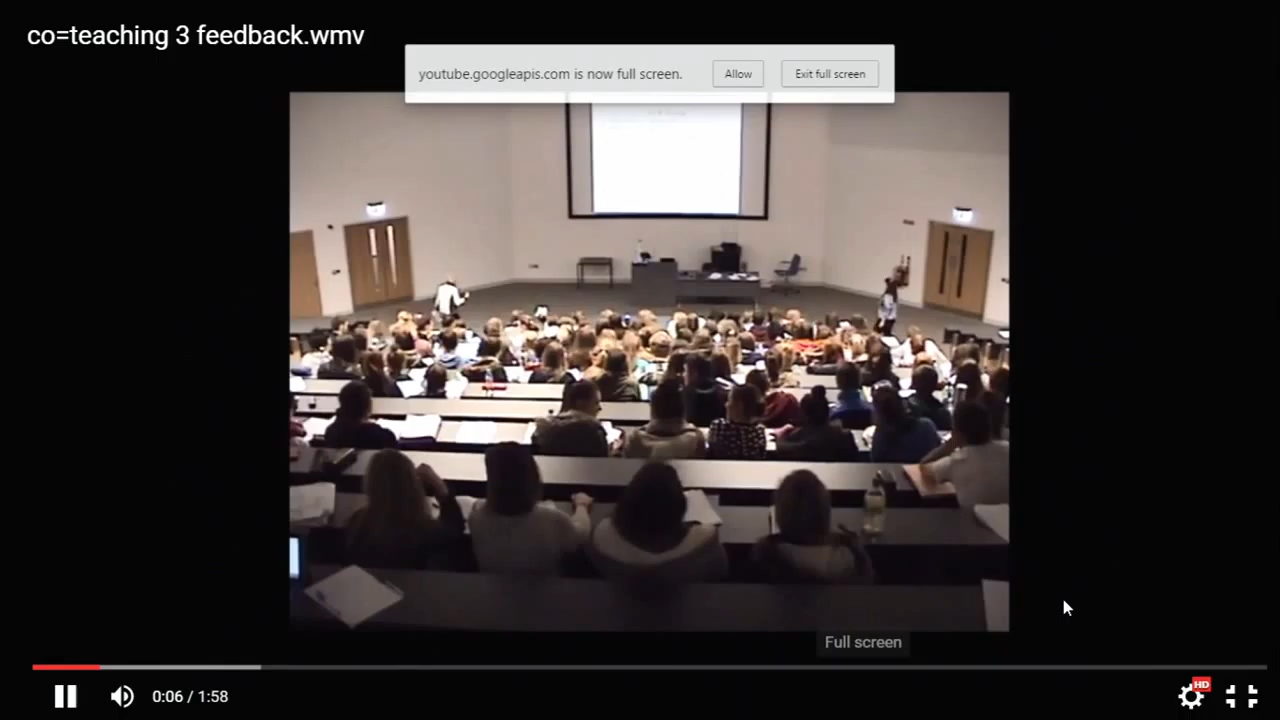 co=teaching 3 feedback.wmv
youtube.googleapis.com is now full screen.
Allow
Exit full screen
Full screen
0:06 / 1:58
HD